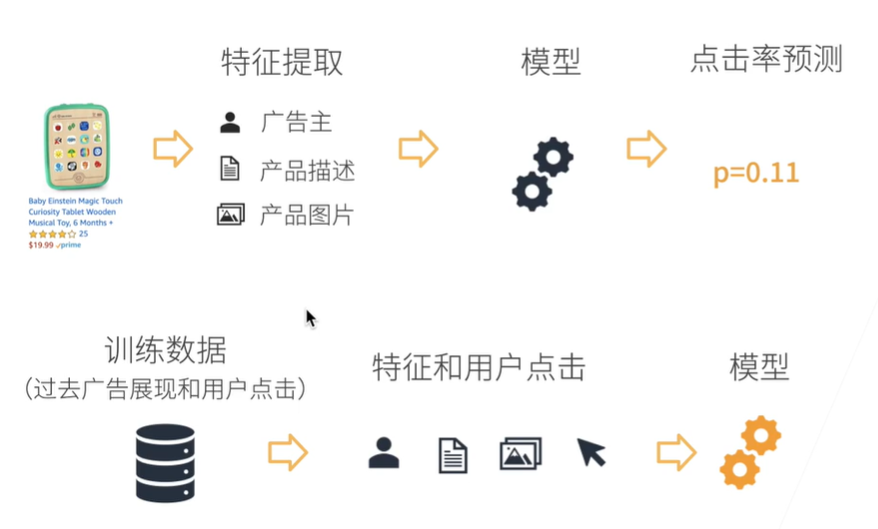 特征提取
模型
点击率预测
广告主
产品描述
产品图片
p=0.11
Baby Einstein Magic Touch
Curiosity Tablet Wooden
Musical Toy, 6 Months +
25
$19.99 ✓prime
训练数据
（过去广告展现和用户点击）
特征和用户点击
模型